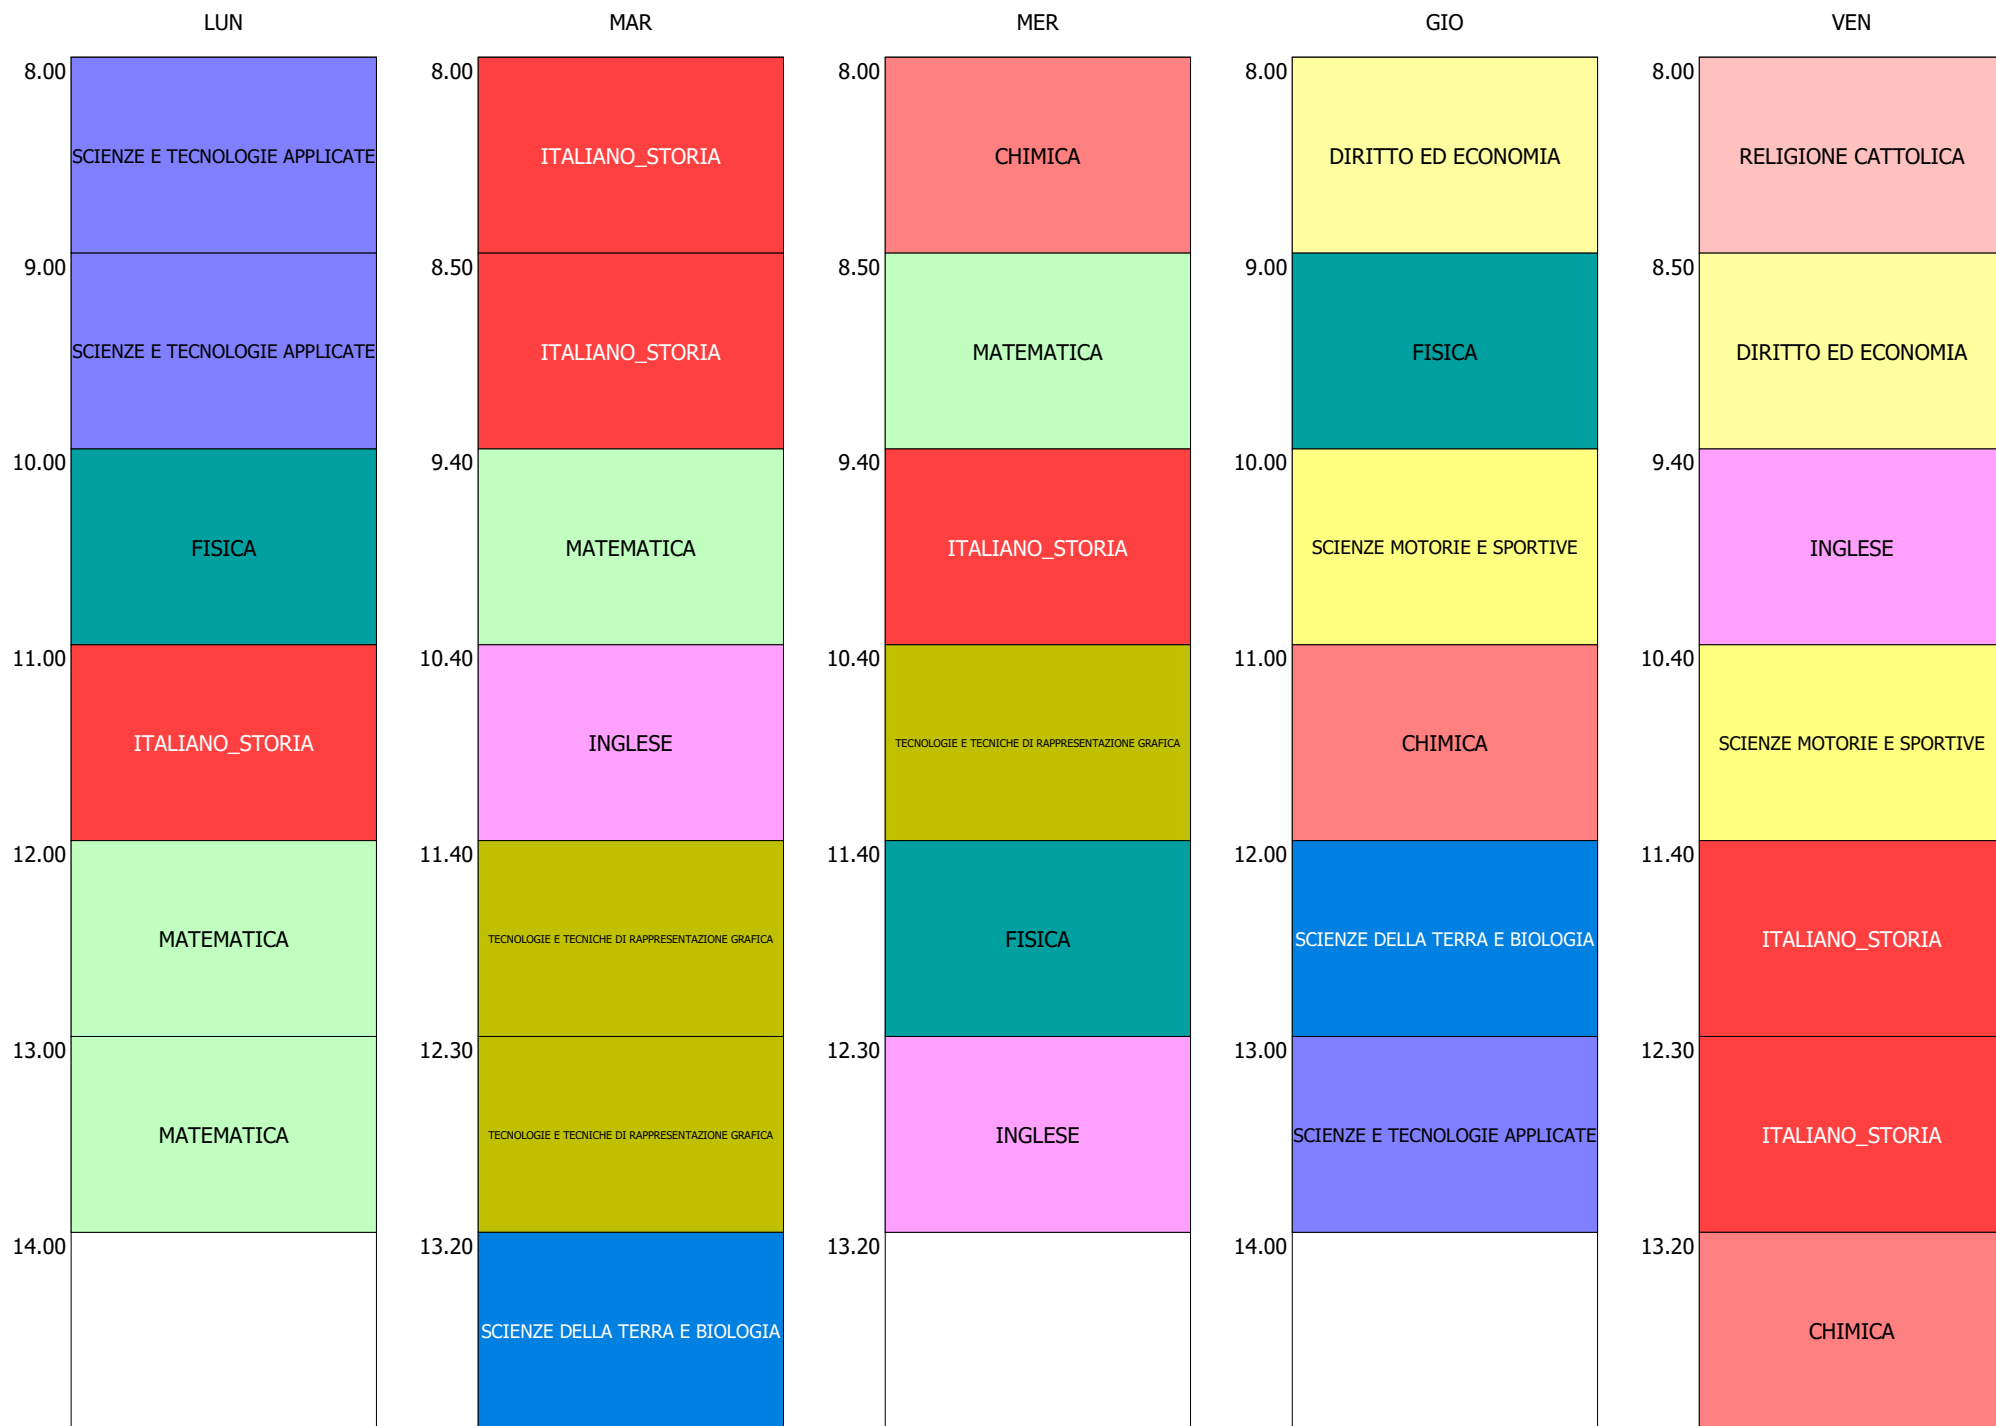 LUN
MAR
MER
GIO
VEN
8.00
SCIENZE E TECNOLOGIE APPLICATE
8.00
ITALIANO_STORIA
8.00
CHIMICA
8.00
DIRITTO ED ECONOMIA
8.00
RELIGIONE CATTOLICA
9.00
SCIENZE E TECNOLOGIE APPLICATE
8.50
ITALIANO_STORIA
8.50
MATEMATICA
9.00
FISICA
8.50
DIRITTO ED ECONOMIA
10.00
FISICA
9.40
MATEMATICA
9.40
ITALIANO_STORIA
10.00
SCIENZE MOTORIE E SPORTIVE
9.40
INGLESE
11.00
ITALIANO_STORIA
10.40
INGLESE
10.40
TECNOLOGIE E TECNICHE DI RAPPRESENTAZIONE GRAFICA
11.00
CHIMICA
10.40
SCIENZE MOTORIE E SPORTIVE
12.00
MATEMATICA
11.40
TECNOLOGIE E TECNICHE DI RAPPRESENTAZIONE GRAFICA
11.40
FISICA
12.00
SCIENZE DELLA TERRA E BIOLOGIA
11.40
ITALIANO_STORIA
13.00
MATEMATICA
12.30
TECNOLOGIE E TECNICHE DI RAPPRESENTAZIONE GRAFICA
12.30
INGLESE
13.00
SCIENZE E TECNOLOGIE APPLICATE
12.30
ITALIANO_STORIA
14.00
13.20
SCIENZE DELLA TERRA E BIOLOGIA
13.20
14.00
13.20
CHIMICA